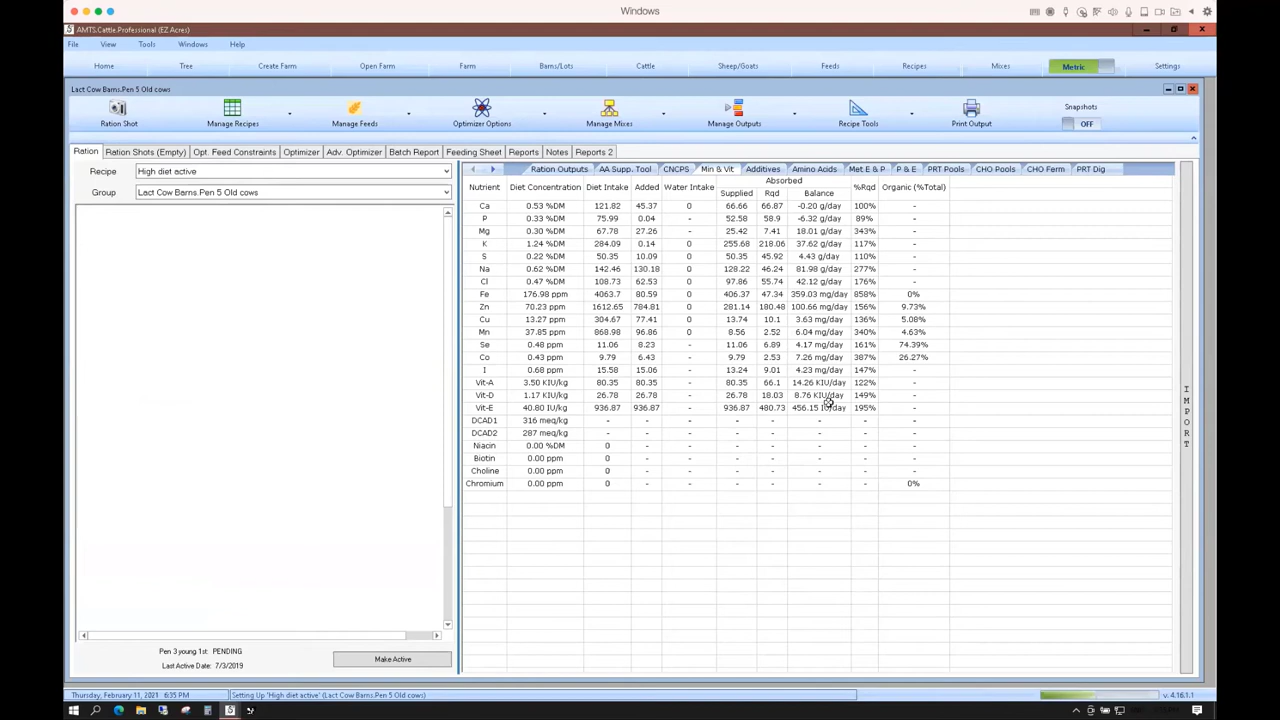 Windows
AMTS.Cattle.Professional (EZ Acres)
File View Tools Windows Help
Home Tree Create Farm Open Farm Farm Barns/Lots Cattle Sheep/Goats Feeds Recipes Mixes Metric Settings
Lact Cow Barns.Pen 5 Old cows
Ration Shot Manage Recipes Manage Feeds Optimizer Options Manage Mixes Manage Outputs Recipe Tools Print Output Snapshots OFF
Ration Ration Shots (Empty) Opt. Feed Constraints Optimizer Adv. Optimizer Batch Report Feeding Sheet Reports Notes Reports 2
Recipe High diet active
Group Lact Cow Barns.Pen 5 Old cows
Pen 3 young 1st: PENDING
Last Active Date: 7/3/2019
Make Active
Ration Outputs AA Supp. Tool CNCPS Min & Vit Additives Amino Acids Met E & P P & E PRT Pools CHO Pools CHO Ferm PRT Dig
Absorbed
Nutrient Diet Concentration Diet Intake Added Water Intake Supplied Rqd Balance %Rqd Organic (%Total)
Ca 0.53 %DM 121.82 45.37 0 66.66 66.87 -0.20 g/day 100% -
P 0.33 %DM 75.99 0.04 - 52.58 58.9 -6.32 g/day 89% -
Mg 0.30 %DM 67.78 27.26 - 25.42 7.41 18.01 g/day 343% -
K 1.24 %DM 284.09 0.14 0 255.68 218.06 37.62 g/day 117% -
S 0.22 %DM 50.35 10.09 0 50.35 45.92 4.43 g/day 110% -
Na 0.62 %DM 142.46 130.18 0 128.22 46.24 81.98 g/day 277% -
Cl 0.47 %DM 108.73 62.53 0 97.86 55.74 42.12 g/day 176% -
Fe 176.98 ppm 4063.7 80.59 0 406.37 47.34 359.03 mg/day 858% 0%
Zn 70.23 ppm 1612.65 784.81 0 281.14 180.48 100.66 mg/day 156% 9.73%
Cu 13.27 ppm 304.67 77.41 0 13.74 10.1 3.63 mg/day 136% 5.08%
Mn 37.85 ppm 868.98 96.86 0 8.56 2.52 6.04 mg/day 340% 4.63%
Se 0.48 ppm 11.06 8.23 - 11.06 6.89 4.17 mg/day 161% 74.39%
Co 0.43 ppm 9.79 6.43 - 9.79 2.53 7.26 mg/day 387% 26.27%
I 0.68 ppm 15.58 15.06 - 13.24 9.01 4.23 mg/day 147% -
Vit-A 3.50 KIU/kg 80.35 80.35 - 80.35 66.1 14.26 KIU/day 122% -
Vit-D 1.17 KIU/kg 26.78 26.78 - 26.78 18.03 8.76 KIU/day 149% -
Vit-E 40.80 IU/kg 936.87 936.87 - 936.87 480.73 456.15 IU/day 195% -
DCAD1 316 meq/kg - - - - - - - -
DCAD2 287 meq/kg - - - - - - - -
Niacin 0.00 %DM 0 - - - - - - -
Biotin 0.00 ppm 0 - - - - - - -
Choline 0.00 ppm 0 - - - - - - -
Chromium 0.00 ppm 0 - - - - - - 0%
IMPORT
Thursday, February 11, 2021 6:35 PM Setting Up 'High diet active' (Lact Cow Barns.Pen 5 Old cows) v. 4.16.1.1